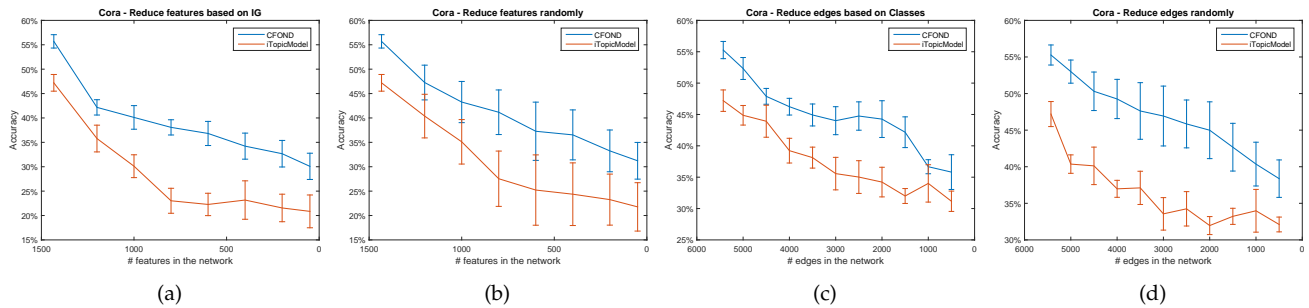 Cora - Reduce features based on IG
60%
55%
50%
45%
40%
35%
30%
25%
20%
15%
Accuracy
CFOND
iTopicModel
1500
1000
500
0
# features in the network
(a)
Cora - Reduce features randomly
60%
55%
50%
45%
40%
35%
30%
25%
20%
15%
Accuracy
CFOND
iTopicModel
1500
1000
500
0
# features in the network
(b)
Cora - Reduce edges based on Classes
60%
55%
50%
45%
40%
35%
30%
25%
Accuracy
CFOND
iTopicModel
6000
5000
4000
3000
2000
1000
0
# edges in the network
(c)
Cora - Reduce edges randomly
60%
55%
50%
45%
40%
35%
30%
Accuracy
CFOND
iTopicModel
6000
5000
4000
3000
2000
1000
0
# edges in the network
(d)